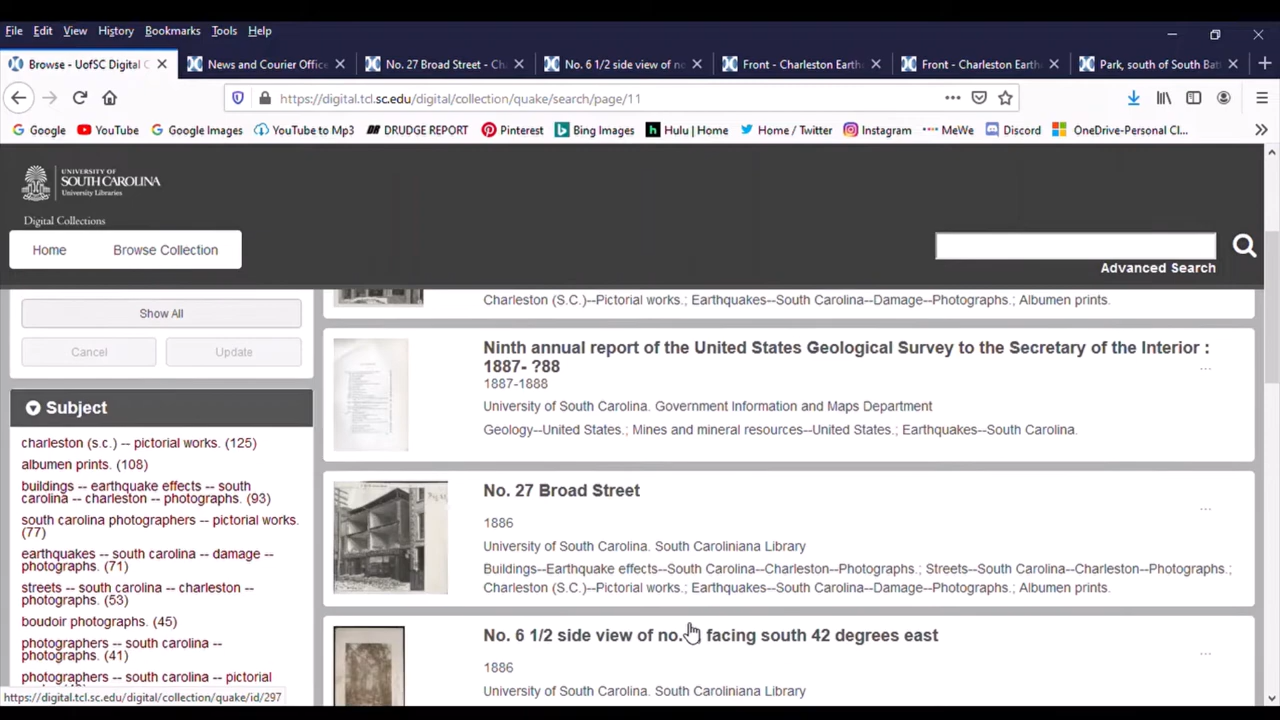 File Edit View History Bookmarks Tools Help
Browse - UofSC Digital C
News and Courier Office
No. 27 Broad Street - Ch
No. 6 1/2 side view of no
Front - Charleston Earth
Front - Charleston Earth
Park, south of South Bat
https://digital.tcl.sc.edu/digital/collection/quake/search/page/11
Google YouTube Google Images YouTube to Mp3 DRUDGE REPORT Pinterest Bing Images Hulu | Home Home / Twitter Instagram MeWe Discord OneDrive-Personal Cl...
UNIVERSITY OF
SOUTH CAROLINA
University Libraries
Digital Collections
Home Browse Collection
Advanced Search
Charleston (S.C.)--Pictorial works.; Earthquakes--South Carolina--Damage--Photographs.; Albumen prints.
Show All
Cancel Update
Ninth annual report of the United States Geological Survey to the Secretary of the Interior :
1887- ?88
1887-1888
University of South Carolina. Government Information and Maps Department
Geology--United States.; Mines and mineral resources--United States.; Earthquakes--South Carolina.
Subject
charleston (s.c.) -- pictorial works. (125)
albumen prints. (108)
buildings -- earthquake effects -- south
carolina -- charleston -- photographs. (93)
south carolina photographers -- pictorial works.
(77)
earthquakes -- south carolina -- damage --
photographs. (71)
streets -- south carolina -- charleston --
photographs. (53)
boudoir photographs. (45)
photographers -- south carolina --
photographs. (41)
photographs -- south carolina -- pictorial
No. 27 Broad Street
1886
University of South Carolina. South Caroliniana Library
Buildings--Earthquake effects--South Carolina--Charleston--Photographs.; Streets--South Carolina--Charleston--Photographs.;
Charleston (S.C.)--Pictorial works.; Earthquakes--South Carolina--Damage--Photographs.; Albumen prints.
No. 6 1/2 side view of no. facing south 42 degrees east
1886
University of South Carolina. South Caroliniana Library
https://digital.tcl.sc.edu/digital/collection/quake/id/297